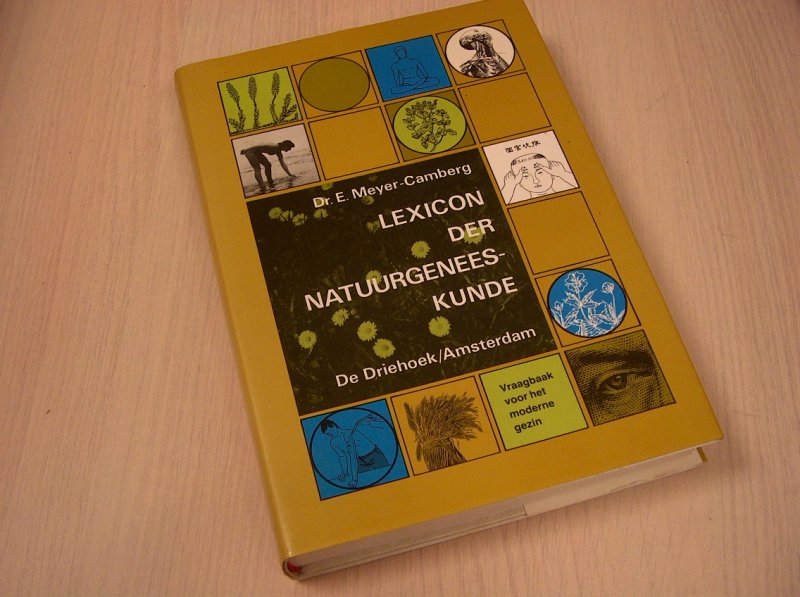 Dr. E. Meyer-Camberg
LEXICON
DER
NATUURGENEES-
KUNDE
De Driehoek/Amsterdam
Vraagbaak
voor het
moderne
gezin